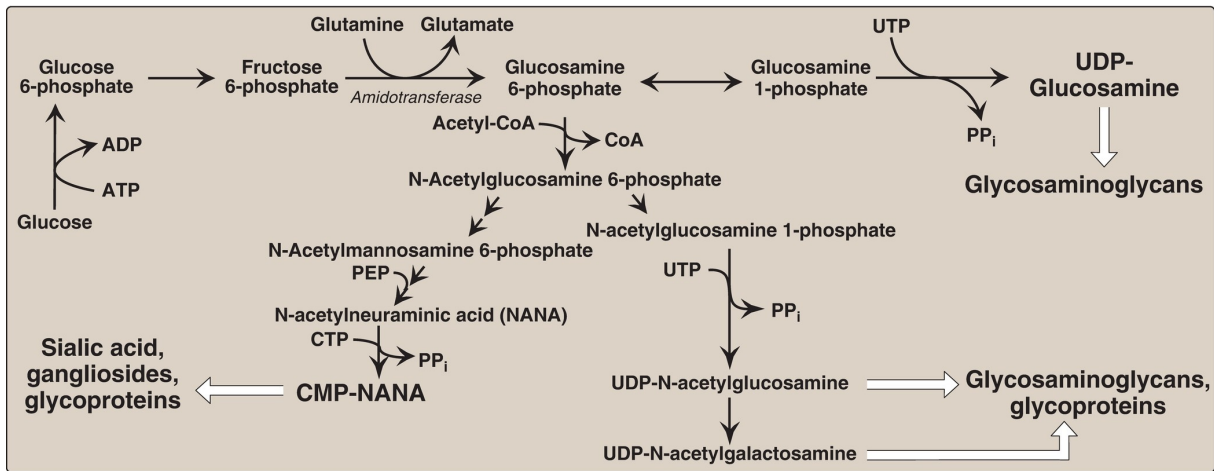 Glutamine
Glutamate
UTP
Glucose
6-phosphate
Fructose
6-phosphate
Amidotransferase
Glucosamine
6-phosphate
Glucosamine
1-phosphate
UDP-
Glucosamine
PPi
Acetyl-CoA
CoA
ADP
ATP
Glucose
N-Acetylglucosamine 6-phosphate
Glycosaminoglycans
N-Acetylmannosamine 6-phosphate
N-acetylglucosamine 1-phosphate
PEP
UTP
PPi
N-acetylneuraminic acid (NANA)
CTP
PPi
Sialic acid,
gangliosides,
glycoproteins
CMP-NANA
UDP-N-acetylglucosamine
Glycosaminoglycans,
glycoproteins
UDP-N-acetylgalactosamine